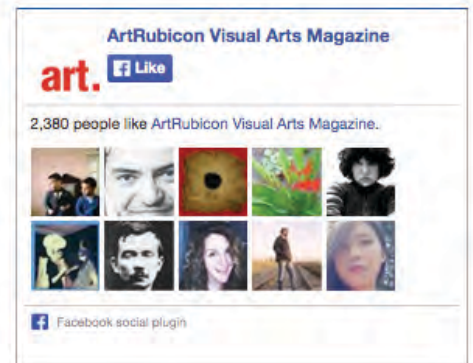 ArtRubicon Visual Arts Magazine
art.
Like
2,380 people like ArtRubicon Visual Arts Magazine.
Facebook social plugin